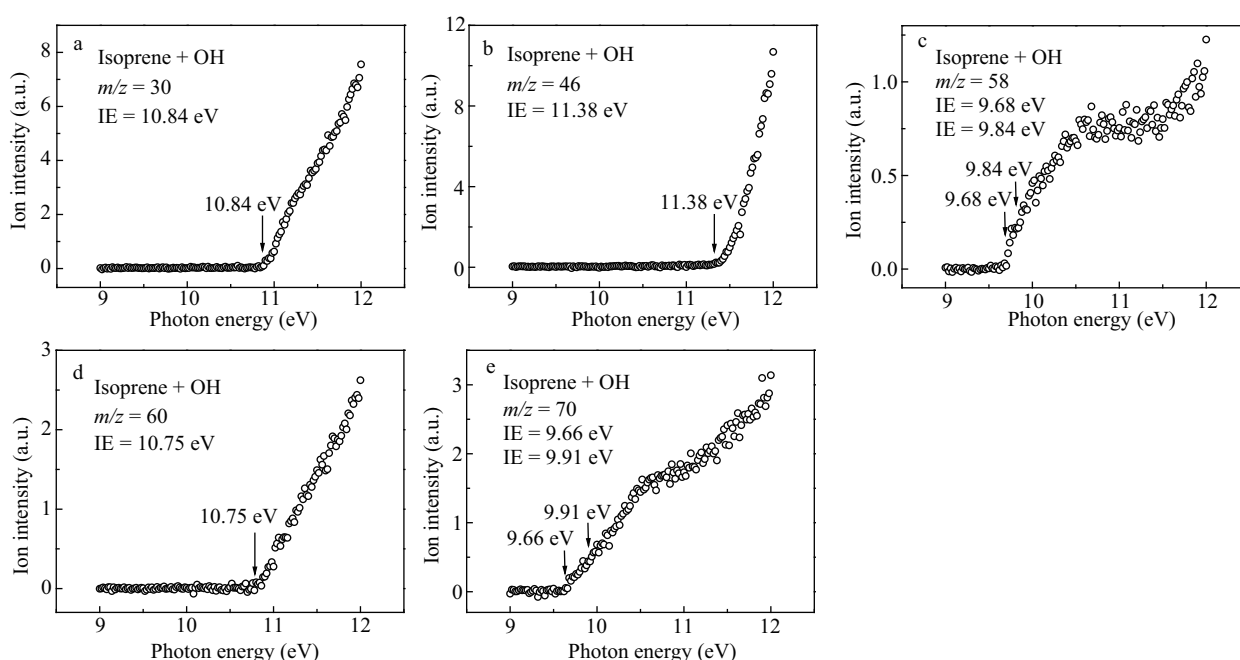 a
Isoprene + OH
m/z = 30
IE = 10.84 eV
10.84 eV
Ion intensity (a.u.)
8
6
4
2
0
9 10 11 12
Photon energy (eV)
b
Isoprene + OH
m/z = 46
IE = 11.38 eV
11.38 eV
Ion intensity (a.u.)
12
10
8
6
4
2
0
9 10 11 12
Photon energy (eV)
c
Isoprene + OH
m/z = 58
IE = 9.68 eV
IE = 9.84 eV
9.84 eV
9.68 eV
Ion intensity (a.u.)
1.0
0.5
0.0
9 10 11 12
Photon energy (eV)
d
Isoprene + OH
m/z = 60
IE = 10.75 eV
10.75 eV
Ion intensity (a.u.)
3
2
1
0
9 10 11 12
Photon energy (eV)
e
Isoprene + OH
m/z = 70
IE = 9.66 eV
IE = 9.91 eV
9.91 eV
9.66 eV
Ion intensity (a.u.)
3
2
1
0
9 10 11 12
Photon energy (eV)